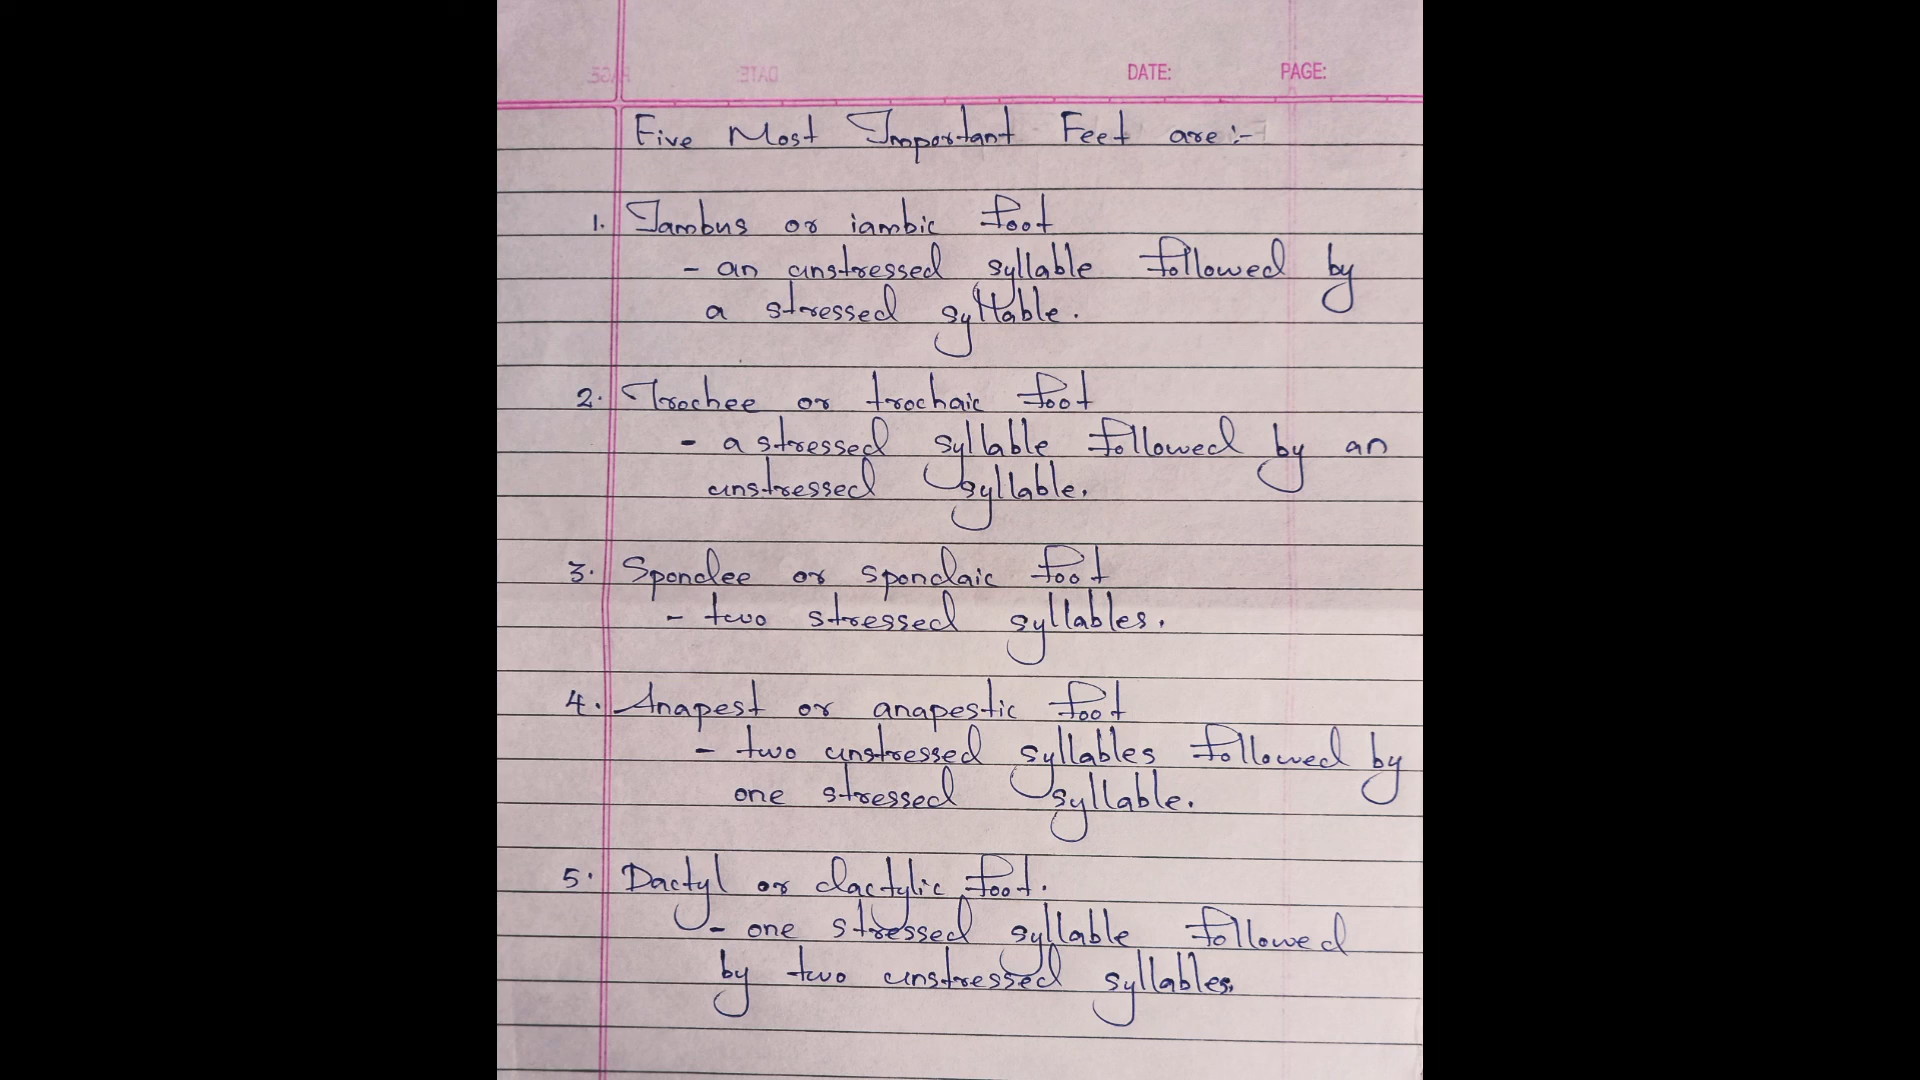 DATE: PAGE:
Five Most Important Feet are:-
1. Iambus or iambic foot
- an unstressed syllable followed by
a stressed syllable.
2. Trochee or trochaic foot
- a stressed syllable followed by an
unstressed syllable.
3. Spondee or spondaic foot
- two stressed syllables.
4. Anapest or anapestic foot
- two unstressed syllables followed by
one stressed syllable.
5. Dactyl or dactylic foot.
- one stressed syllable followed
by two unstressed syllables.